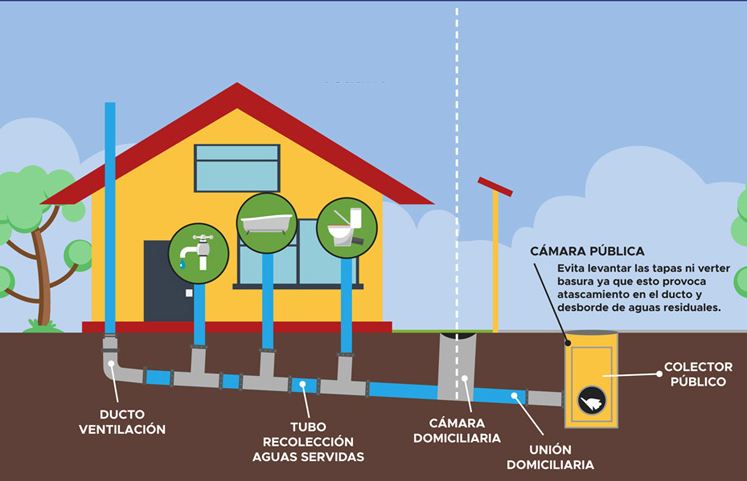 CÁMARA PÚBLICA
Evita levantar las tapas ni verter
basura ya que esto provoca
atascamiento en el ducto y
desborde de aguas residuales.
COLECTOR
PÚBLICO
DUCTO
VENTILACIÓN
TUBO
RECOLECCIÓN
AGUAS SERVIDAS
CÁMARA
DOMICILIARIA
UNIÓN
DOMICILIARIA